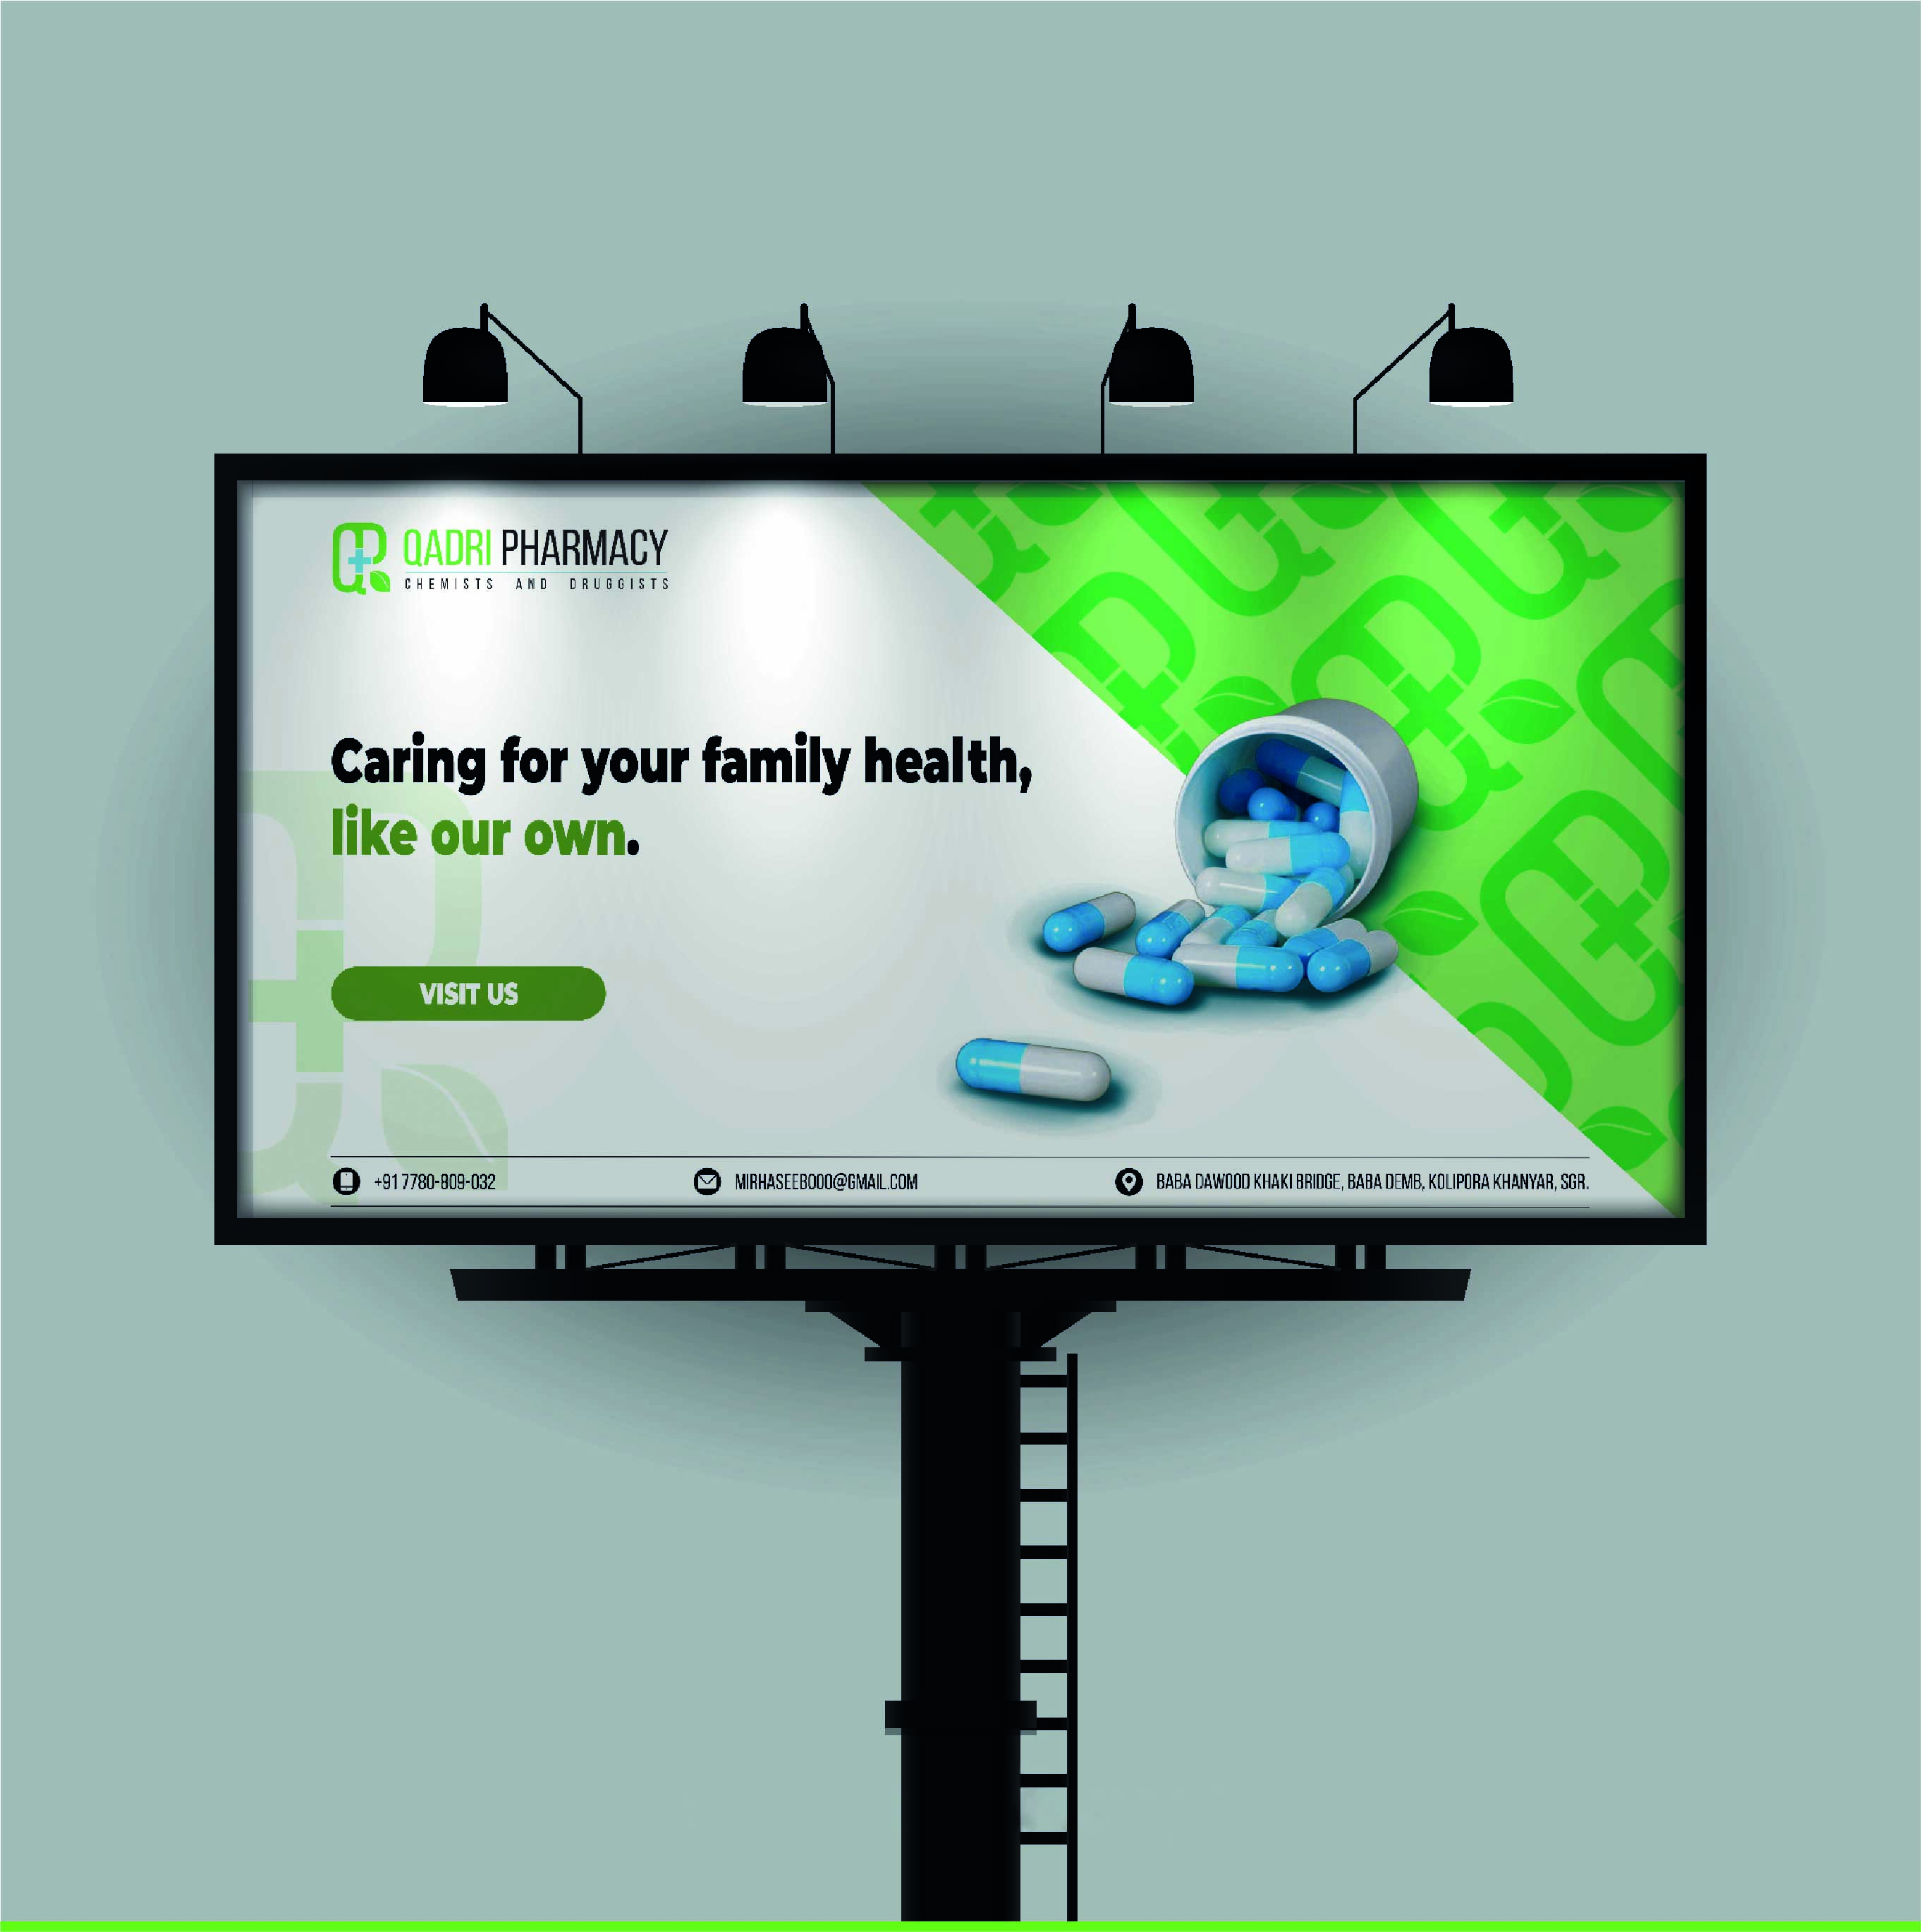 QADRI PHARMACY
CHEMISTS AND DRUGGISTS
Caring for your family health,
like our own.
VISIT US
+91 7780-809-032
MIRHASEEB000@GMAIL.COM
BABA DAWOOD KHAKI BRIDGE, BABA DEMB, KOLIPORA KHANYAR, SGR.